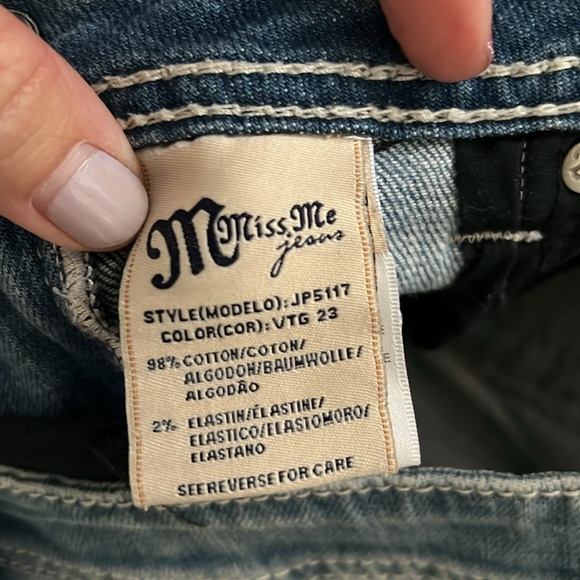 M Miss Me
jeans
STYLE(MODELO): JP5117
COLOR(COR): VTG 23
98% COTTON/COTON/
ALGODON/BAUMWOLLE/
ALGODÃO
2% ELASTIN/ÉLASTINE/
ELASTICO/ELASTOMORO/
ELASTANO
SEE REVERSE FOR CARE